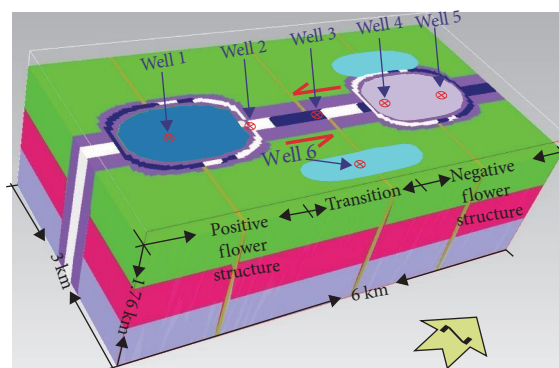 Well 1
Well 2
Well 3
Well 4
Well 5
Well 6
Positive
flower
structure
Transition
Negative
flower
structure
3 km
1.76 km
6 km